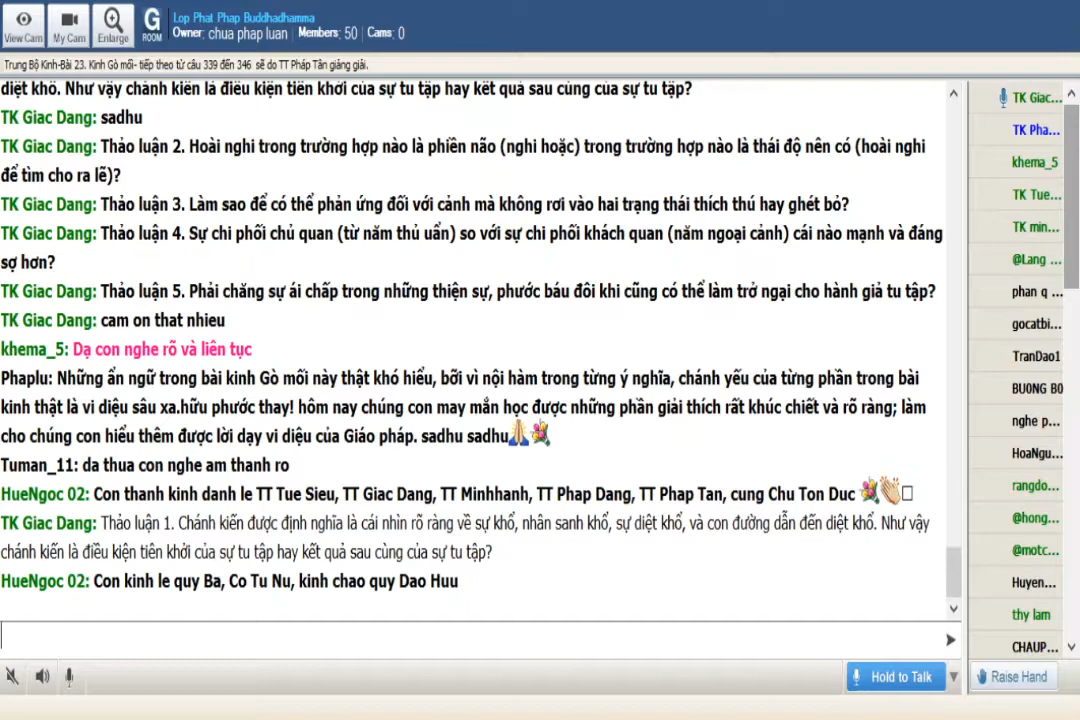 View Cam
My Cam
Enlarge
G
ROOM
Lop Phat Phap Buddhadhamma
Owner: chua phap luan | Members: 50 | Cams: 0
Trung Bộ Kinh-Bài 23. Kinh Gò mối- tiếp theo từ câu 339 đến 346 sẽ do TT Pháp Tân giảng giải.
diệt khổ. Như vậy chánh kiến là điều kiện tiên khởi của sự tu tập hay kết quả sau cùng của sự tu tập?
TK Giac Dang: sadhu
TK Giac Dang: Thảo luận 2. Hoài nghi trong trường hợp nào là phiền não (nghi hoặc) trong trường hợp nào là thái độ nên có (hoài nghi
để tìm cho ra lẽ)?
TK Giac Dang: Thảo luận 3. Làm sao để có thể phản ứng đối với cảnh mà không rơi vào hai trạng thái thích thú hay ghét bỏ?
TK Giac Dang: Thảo luận 4. Sự chi phối chủ quan (từ năm thủ uẩn) so với sự chi phối khách quan (năm ngoại cảnh) cái nào mạnh và đáng
sợ hơn?
TK Giac Dang: Thảo luận 5. Phải chăng sự ái chấp trong những thiện sự, phước báu đôi khi cũng có thể làm trở ngại cho hành giả tu tập?
TK Giac Dang: cam on that nhieu
khema_5: Dạ con nghe rõ và liên tục
Phaplu: Những ẩn ngữ trong bài kinh Gò mối này thật khó hiểu, bỡi vì nội hàm trong từng ý nghĩa, chánh yếu của từng phần trong bài
kinh thật là vi diệu sâu xa.hữu phước thay! hôm nay chúng con may mắn học được những phần giải thích rất khúc chiết và rõ ràng; làm
cho chúng con hiểu thêm được lời dạy vi diệu của Giáo pháp. sadhu sadhu🙏💐
Tuman_11: da thua con nghe am thanh ro
HueNgoc 02: Con thanh kinh danh le TT Tue Sieu, TT Giac Dang, TT Minhhanh, TT Phap Dang, TT Phap Tan, cung Chu Ton Duc 💐👏□
TK Giac Dang: Thảo luận 1. Chánh kiến được định nghĩa là cái nhìn rõ ràng về sự khổ, nhân sanh khổ, sự diệt khổ, và con đường dẫn đến diệt khổ. Như vậy
chánh kiến là điều kiện tiên khởi của sự tu tập hay kết quả sau cùng của sự tu tập?
HueNgoc 02: Con kinh le quy Ba, Co Tu Nu, kinh chao quy Dao Huu
Hold to Talk
TK Giac...
TK Pha...
khema_5
TK Tue...
TK min...
@Lang ...
phan q ...
gocatbi...
TranDao1
BUONG BO
nghe p...
HoaNgu...
rangdo...
@hong...
@motc...
Huyen...
thy lam
CHAUP...
Raise Hand